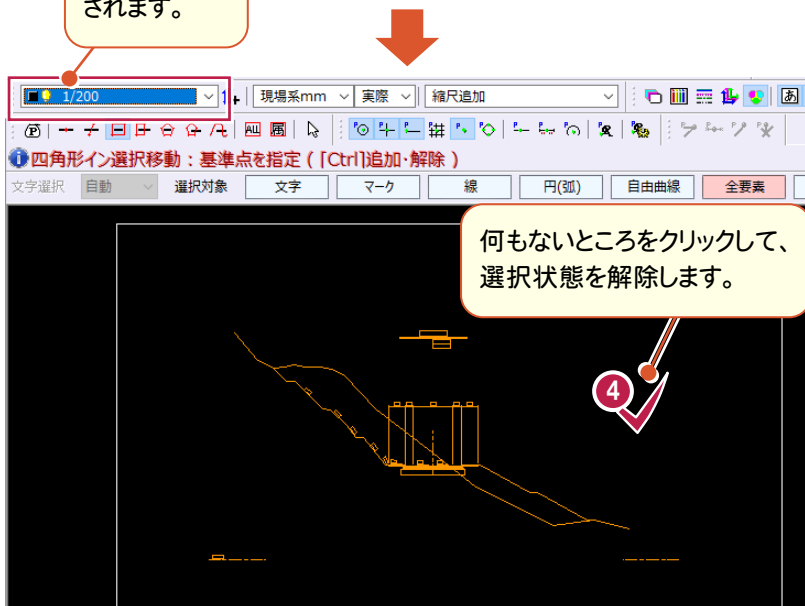 されます。
1/200
現場系mm
実際
縮尺追加
あ
P
ALL
属
四角形イン選択移動：基準点を指定（「Ctrl」追加・解除）
文字選択
自動
選択対象
文字
マーク
線
円(弧)
自由曲線
全要素
何もないところをクリックして、
選択状態を解除します。
4